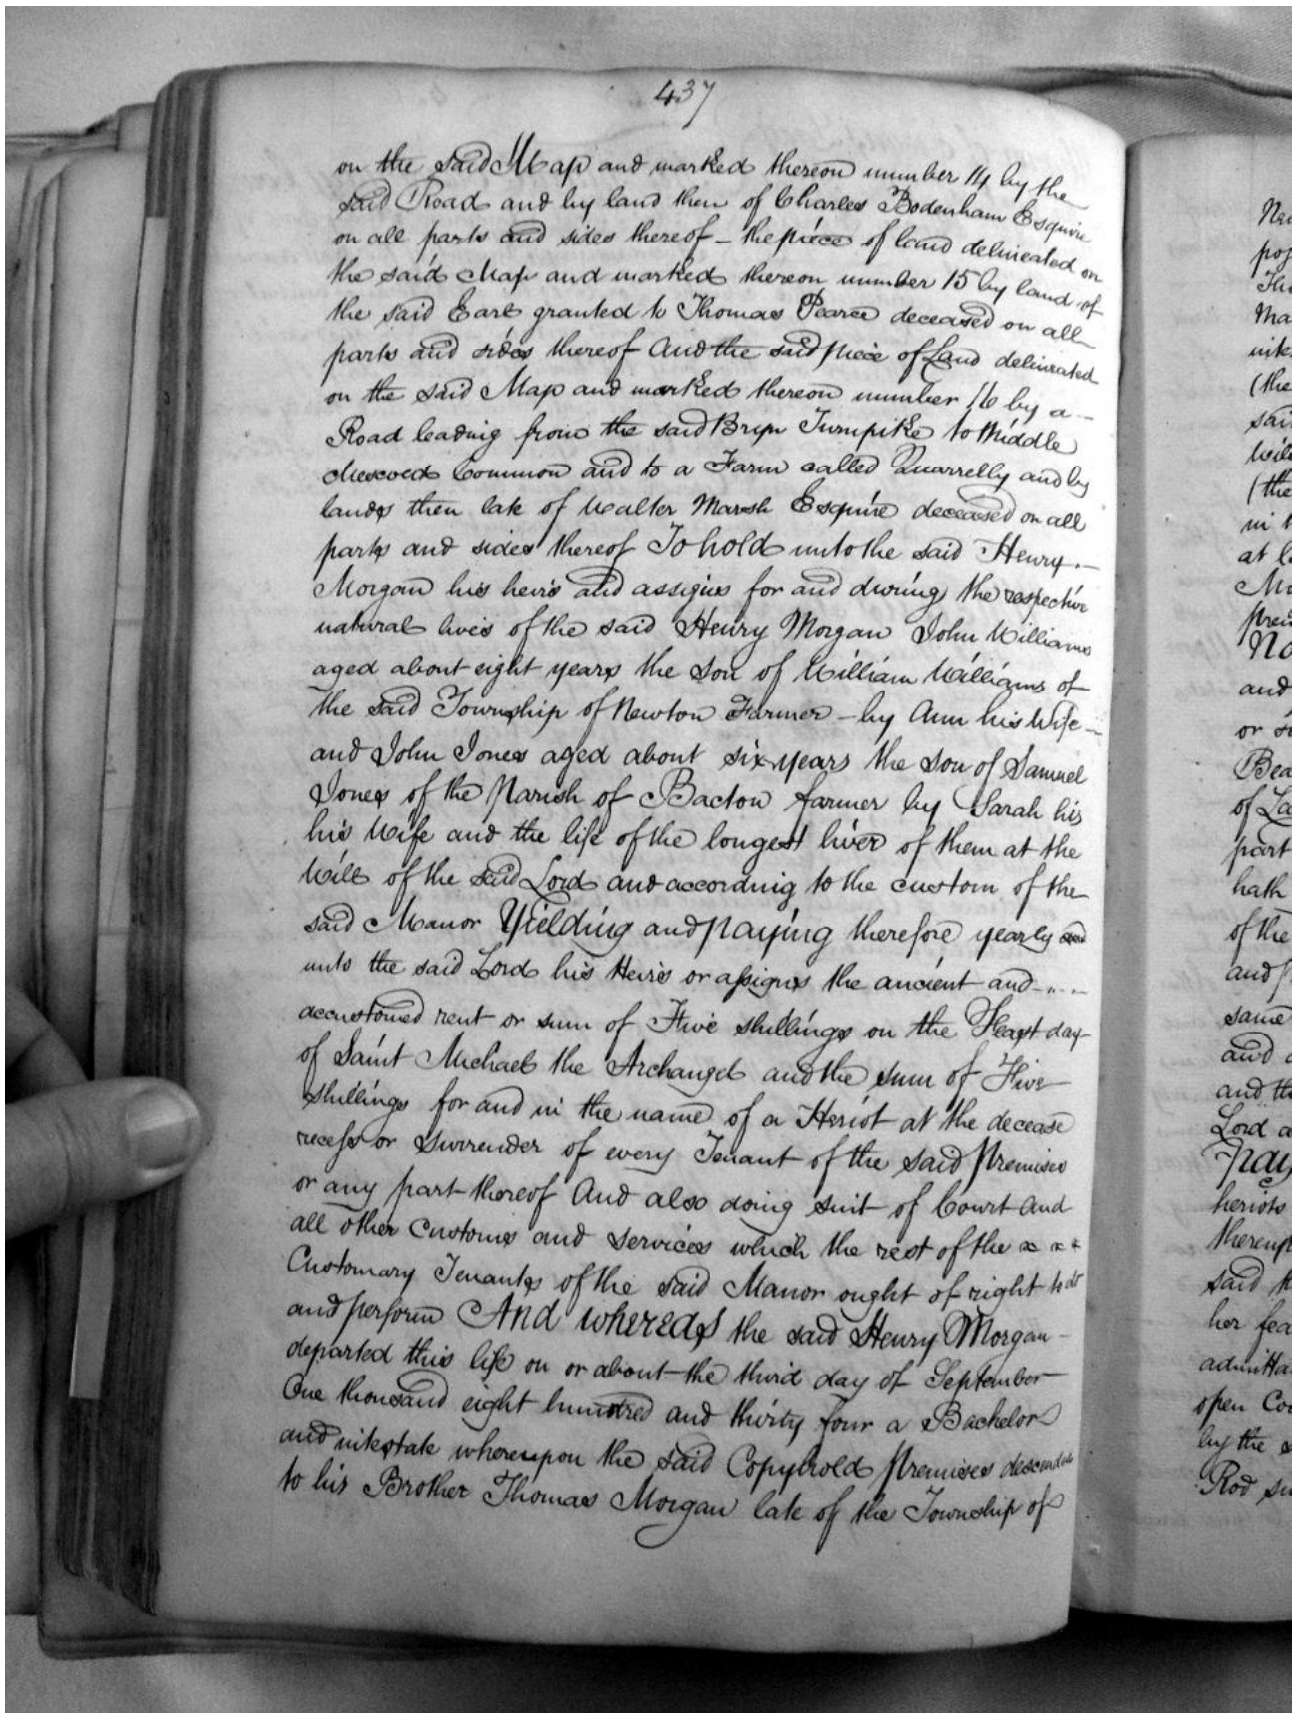 437
on the said Map and marked thereon number 14 by the
said Road and by land then of Charles Bodenham Esquire
on all parts and sides thereof - the piece of land delineated on
the said Map and marked thereon number 15 by land of
the said Earl granted to Thomas Pearce deceased on all
parts and sides thereof And the said piece of Land delineated
on the said Map and marked thereon number 16 by a --
Road leading from the said Bryn Turnpike to Middle
Mescoed Common and to a Farm called Quarrelly and by
lands then late of Walter Marsh Esquire deceased on all
parts and sides thereof To hold unto the said Henry -
Morgan his heirs and assigns for and during the respective
natural lives of the said Henry Morgan John Williams
aged about eight years the son of William Williams of
the said Township of Newton Farmer - by Ann his Wife -
and John Jones aged about six years the son of Samuel
Jones of the Parish of Bacton farmer by Sarah his
his Wife and the life of the longest liver of them at the
Will of the said Lord and according to the custom of the
said Manor Yielding and paying therefore yearly
unto the said Lord his Heirs or assigns the ancient and - - -
accustomed rent or sum of Five shillings on the Feast day
of Saint Michael the Archangel and the sum of Five
shillings for and in the name of a Heriot at the decease
recess or surrender of every Tenant of the said Premises
or any part thereof And also doing suit of Court and
all other Customs and services which the rest of the x x x
Customary Tenants of the said Manor ought of right to do
and perform And whereas the said Henry Morgan -
departed this life on or about the third day of September
One thousand eight hundred and thirty four a Bachelor
and intestate whereupon the said Copyhold Premises descended
to his Brother Thomas Morgan late of the Township of